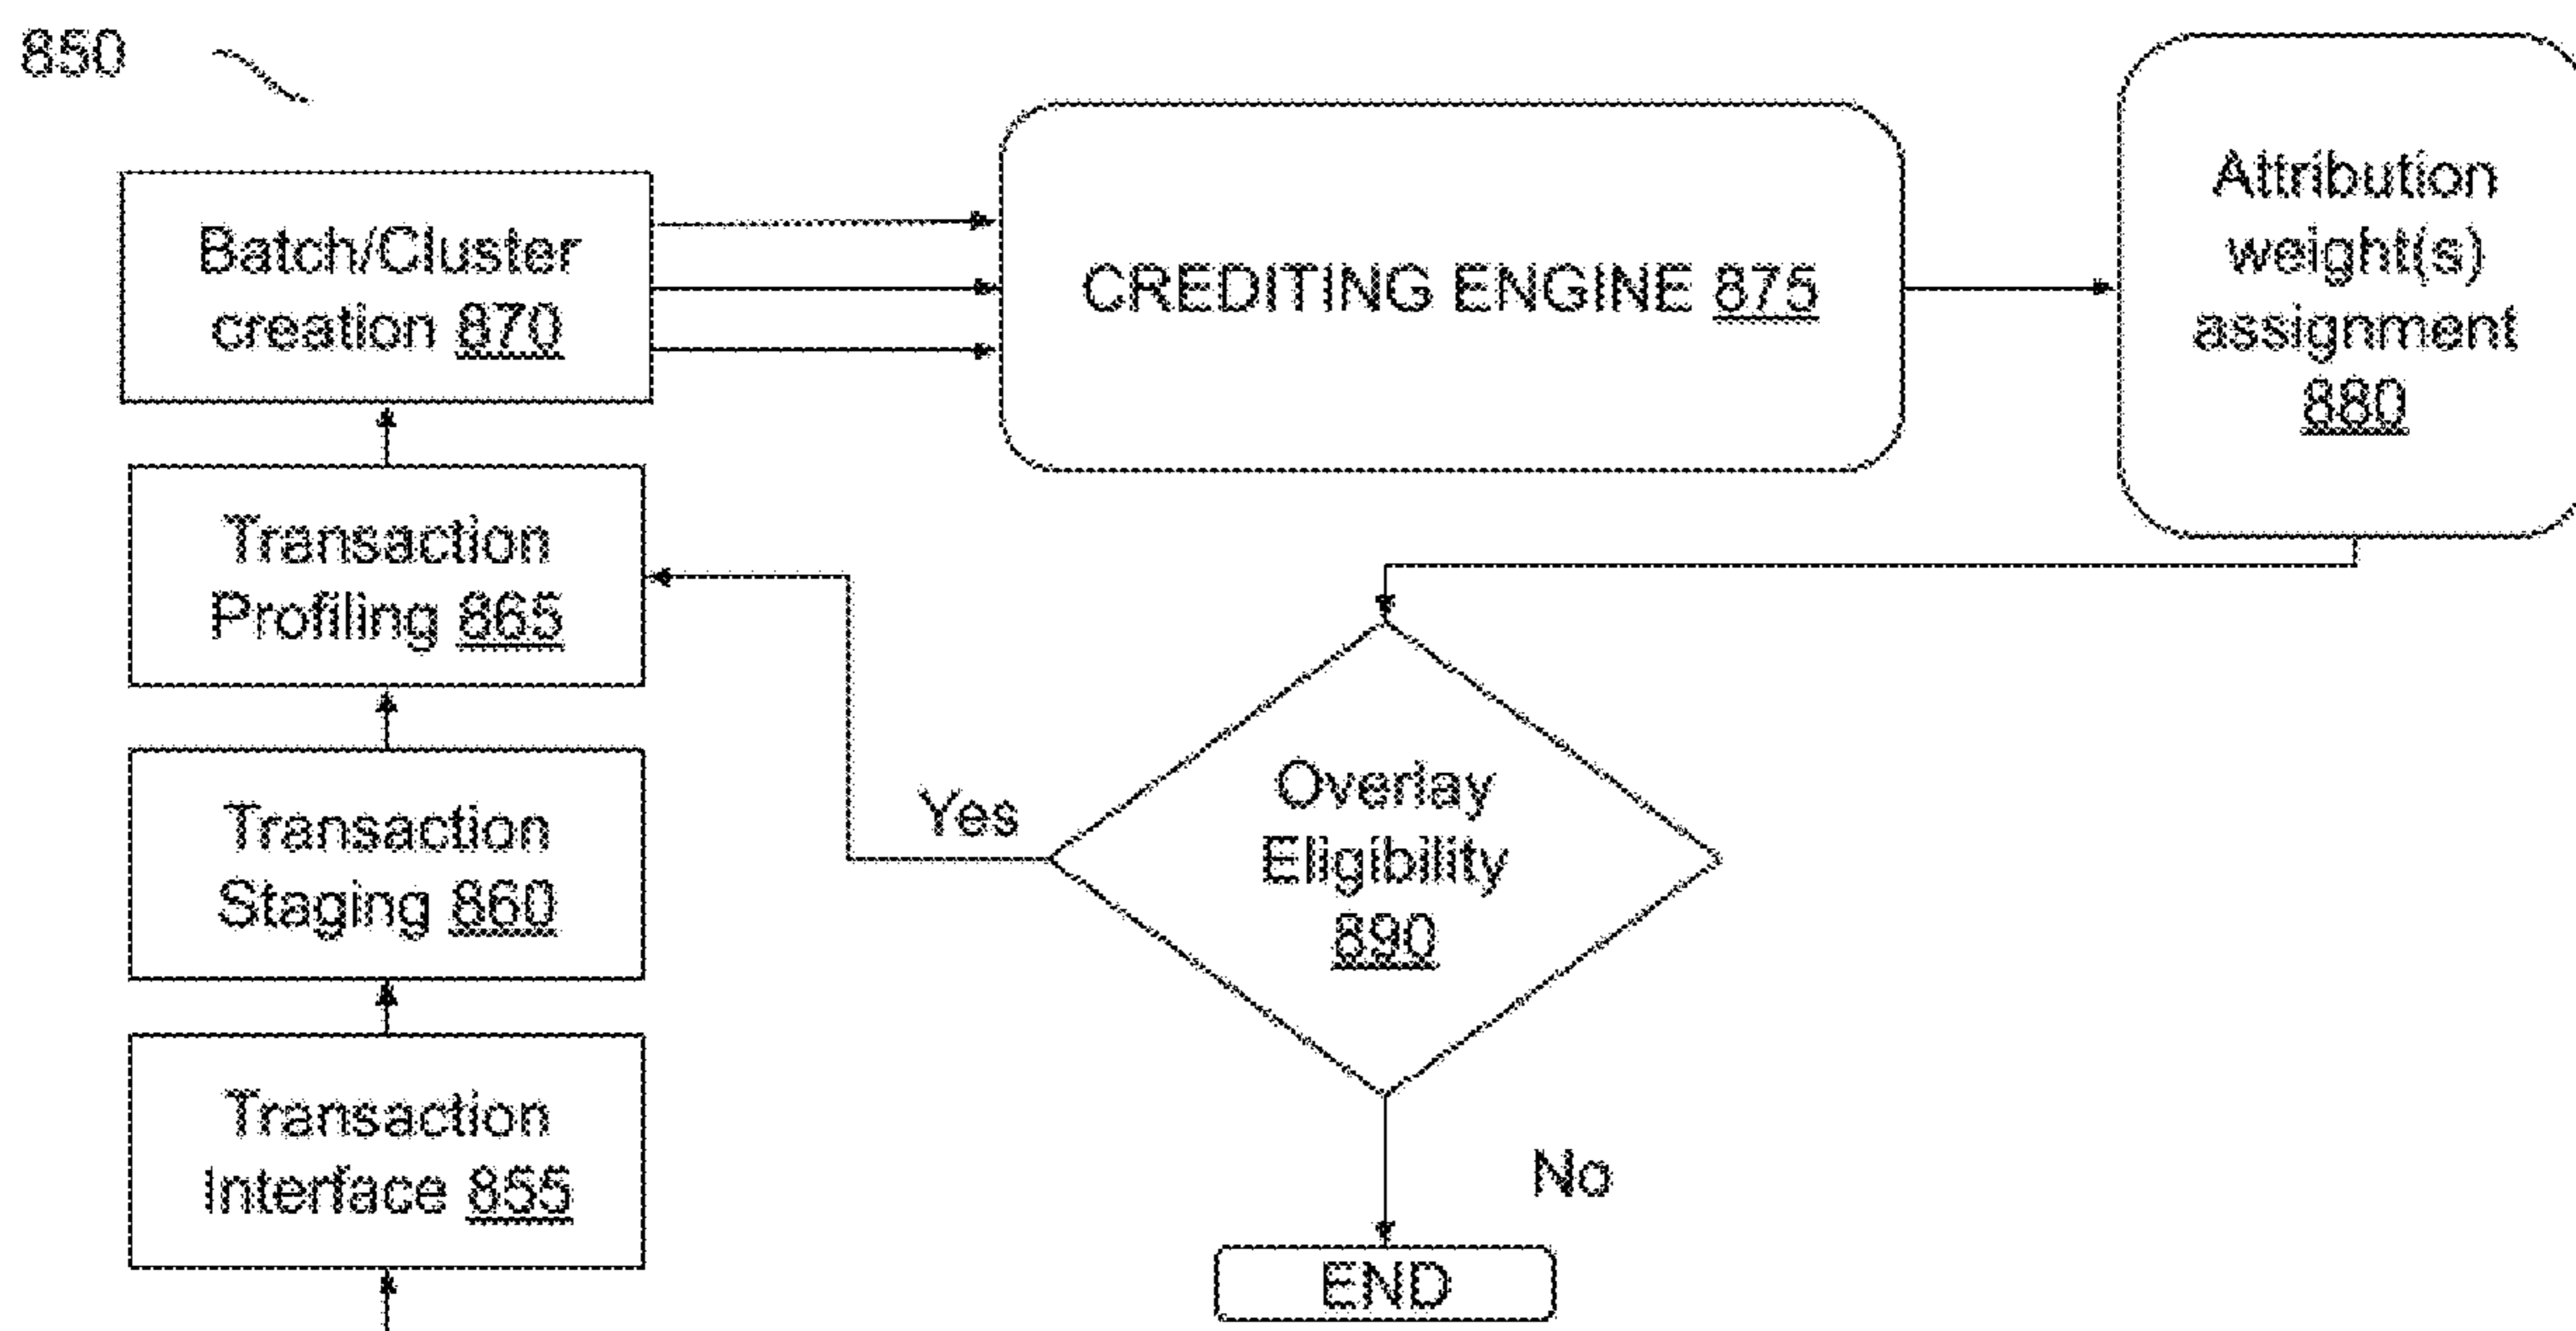 850
Batch/Cluster
creation 870
CREDITING ENGINE 875
Attribution
weight(s)
assignment
880
Transaction
Profiling 865
Transaction
Staging 860
Transaction
Interface 855
Yes
Overlay
Eligibility
890
No
END